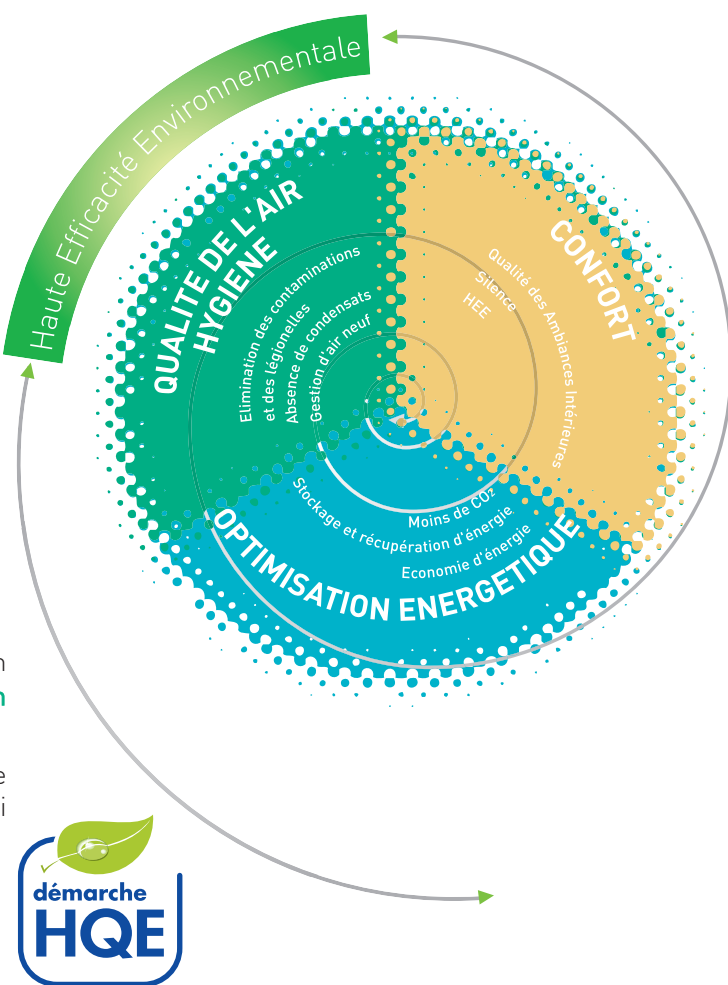 Haute Efficacité Environnementale
QUALITE DE L'AIR
HYGIENE
Elimination des contaminations
et des légionelles
Absence de condensats
Gestion d'air neuf
CONFORT
Qualité des Ambiances Intérieures
Silence
HEE
Moins de CO₂
Stockage et récupération d'énergie
Economie d'énergie
OPTIMISATION ENERGETIQUE
n
e
i
démarche
HQE